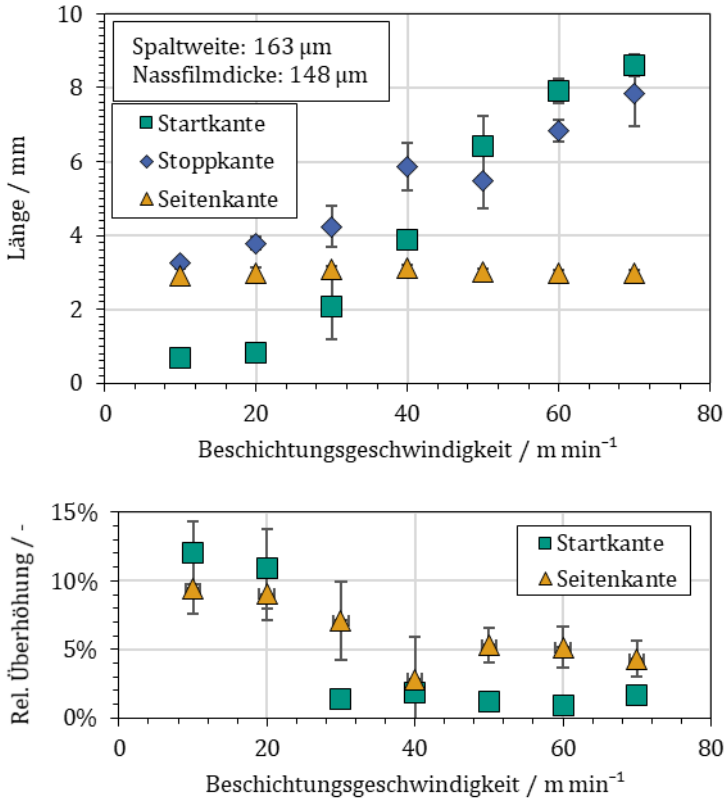 10
8
6
4
2
0
Länge / mm
Spaltweite: 163 µm
Nassfilmdicke: 148 µm
Startkante
Stoppkante
Seitenkante
0 20 40 60 80
Beschichtungsgeschwindigkeit / m min⁻¹
15%
10%
5%
0%
Rel. Überhöhung / -
Startkante
Seitenkante
0 20 40 60 80
Beschichtungsgeschwindigkeit / m min⁻¹